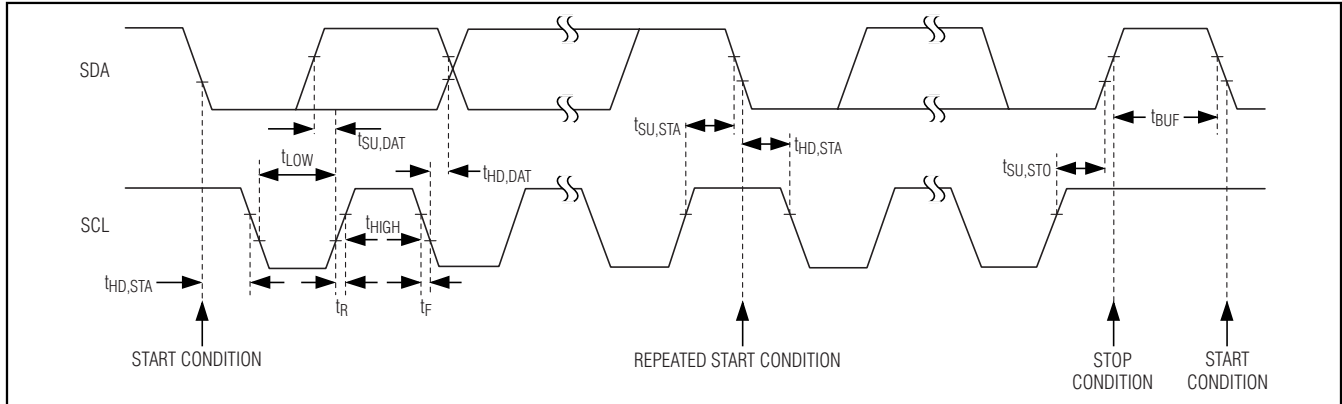 SDA
tSU,DAT
tLOW
tHD,DAT
tSU,STA
tHD,STA
tBUF
tSU,STO
SCL
tHIGH
tHD,STA
tR
tF
START CONDITION
REPEATED START CONDITION
STOP
CONDITION
START
CONDITION